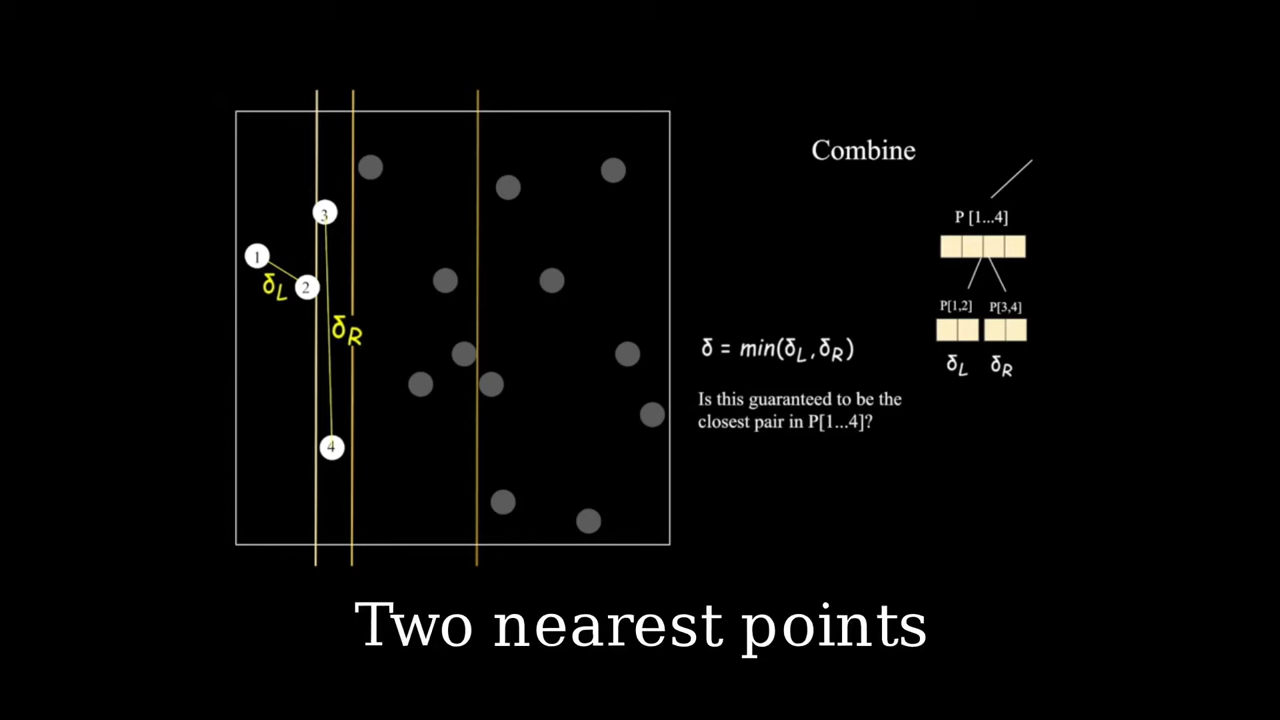 Combine
P [1...4]
1
2
3
4
δL
δR
P[1,2] P[3,4]
δL δR
δ = min(δL, δR)
Is this guaranteed to be the
closest pair in P[1...4]?
Two nearest points